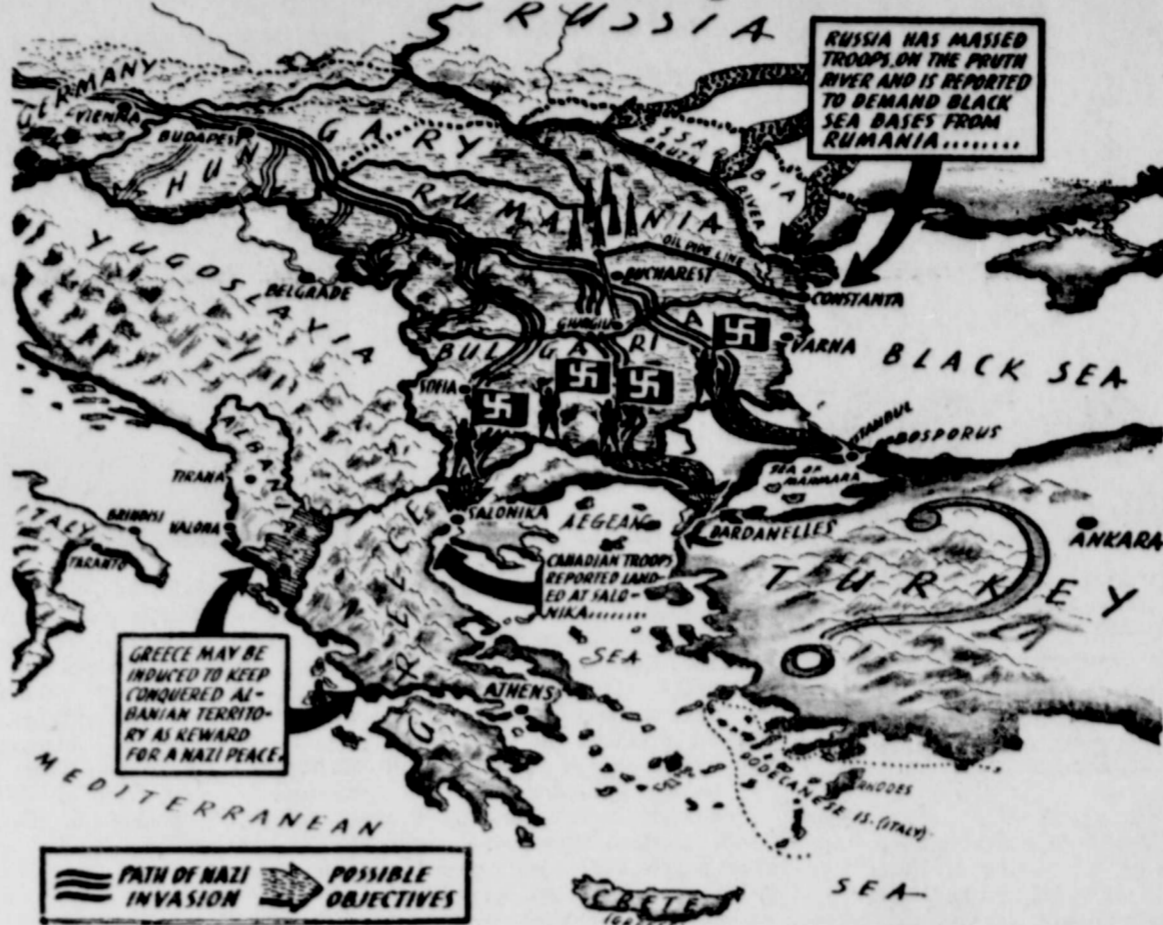 RUSSIA
RUSSIA HAS MASSED
TROOPS ON THE PRUTH
RIVER AND IS REPORTED
TO DEMAND BLACK
SEA BASES FROM
RUMANIA........
GERMANY
VIENNA
BUDAPEST
HUNGARY
BESSARABIA
PRUTH
RIVER
RUMANIA
OIL PIPE LINE
BUCHAREST
CONSTANTA
YUGOSLAVIA
BELGRADE
GIURGIU
BULGARIA
VARNA
BLACK SEA
SOFIA
ISTANBUL
BOSPORUS
SEA OF
MARMARA
ALBANIA
TIRANA
ITALY
BRINDISI
VALONA
TARANTO
SALONIKA
AEGEAN
DARDANELLES
ANKARA
CANADIAN TROOPS
REPORTED LAND-
ED AT SALO-
NIKA........
TURKEY
SEA
GREECE
ATHENS
GREECE MAY BE
INDUCED TO KEEP
CONQUERED AL-
BANIAN TERRITO-
RY AS REWARD
FOR A NAZI PEACE.
RHODES
DODECANESE IS. (ITALY)
MEDITERRANEAN
SEA
PATH OF NAZI
INVASION
POSSIBLE
OBJECTIVES
CRETE